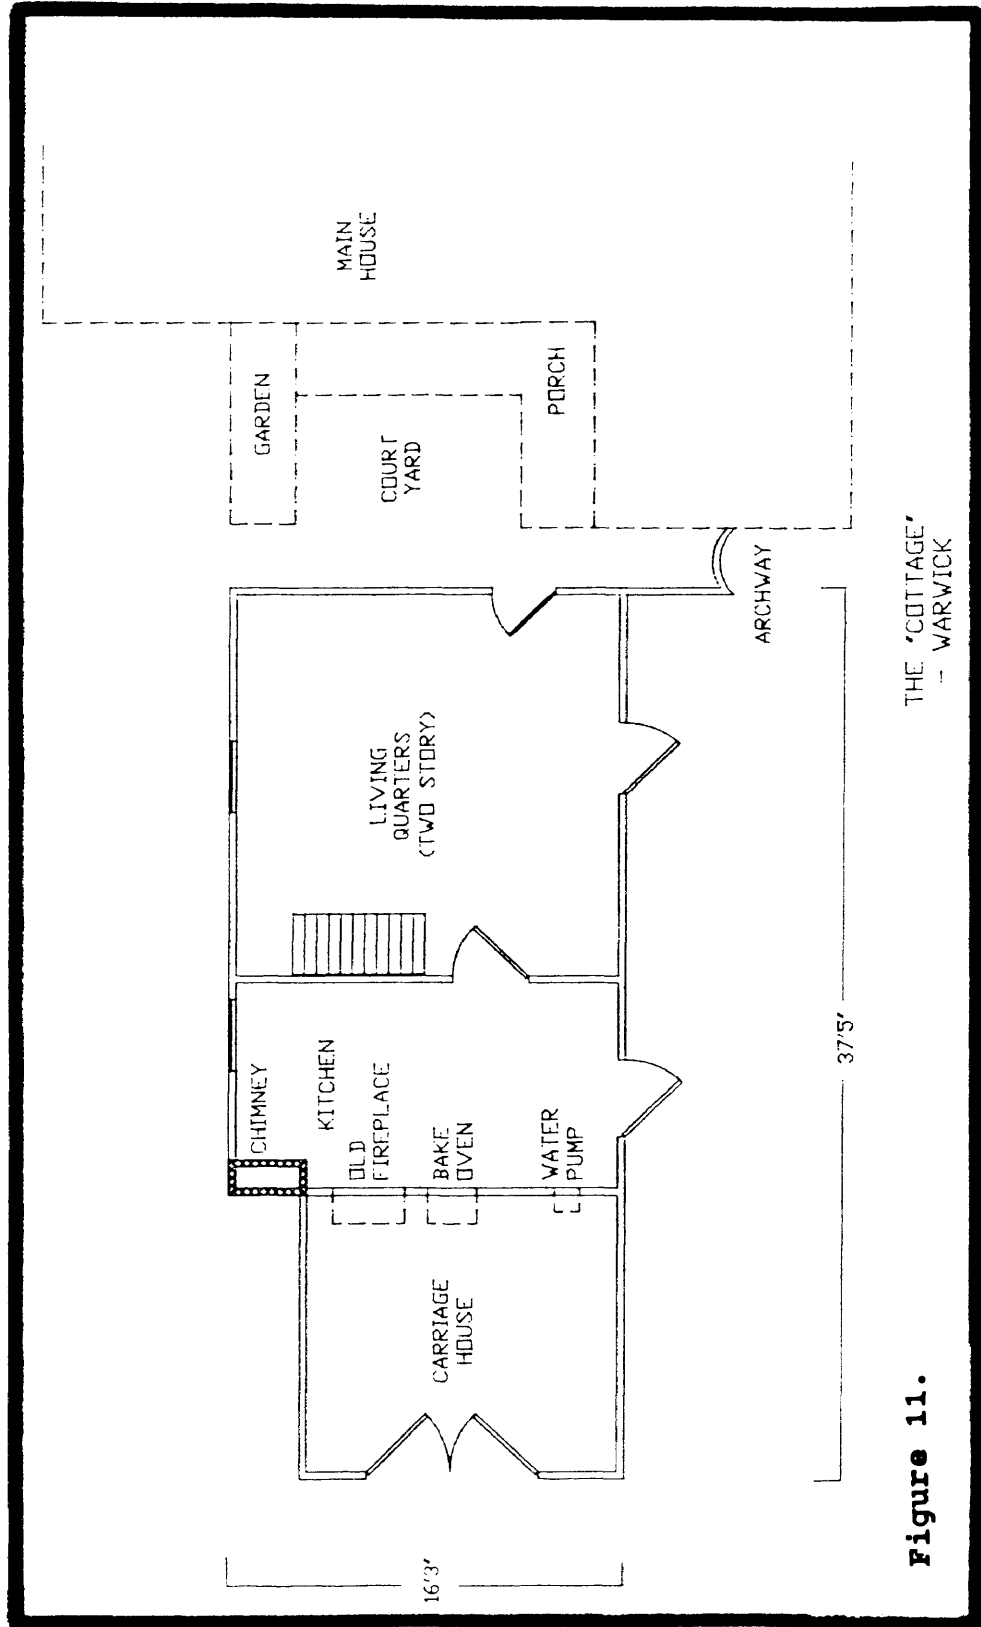 MAIN
HOUSE
GARDEN
COURT
YARD
PORCH
ARCHWAY
LIVING
QUARTERS
(TWO STORY)
CHIMNEY
KITCHEN
OLD
FIREPLACE
BAKE
OVEN
WATER
PUMP
CARRIAGE
HOUSE
16'3'
37'5'
THE 'COTTAGE'
- WARWICK
Figure 11.